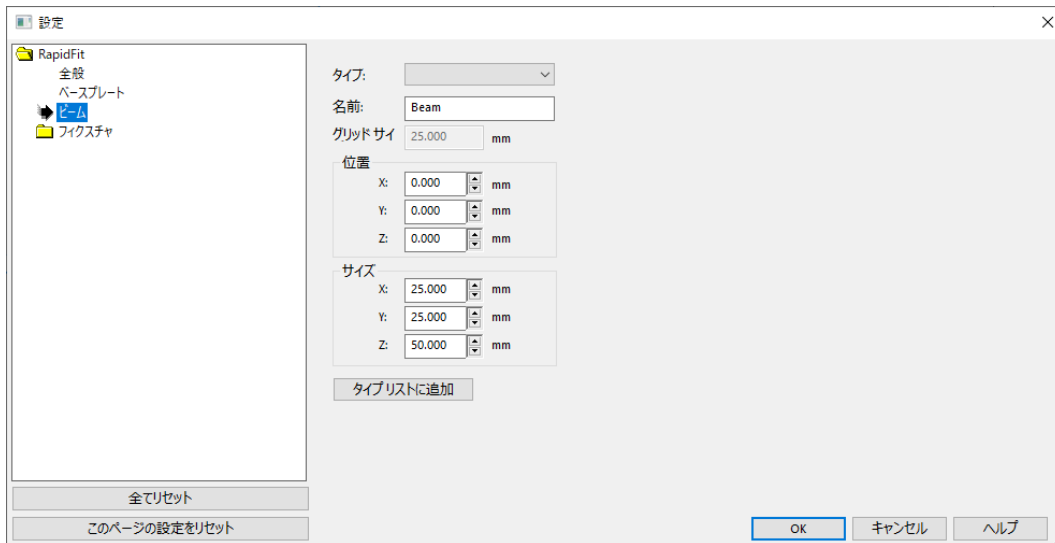 設定
RapidFit
全般
ベースプレート
ビーム
フィクスチャ
全てリセット
このページの設定をリセット
タイプ:
名前: Beam
グリッド サイ 25.000 mm
位置
X: 0.000 mm
Y: 0.000 mm
Z: 0.000 mm
サイズ
X: 25.000 mm
Y: 25.000 mm
Z: 50.000 mm
タイプ リストに追加
OK キャンセル ヘルプ